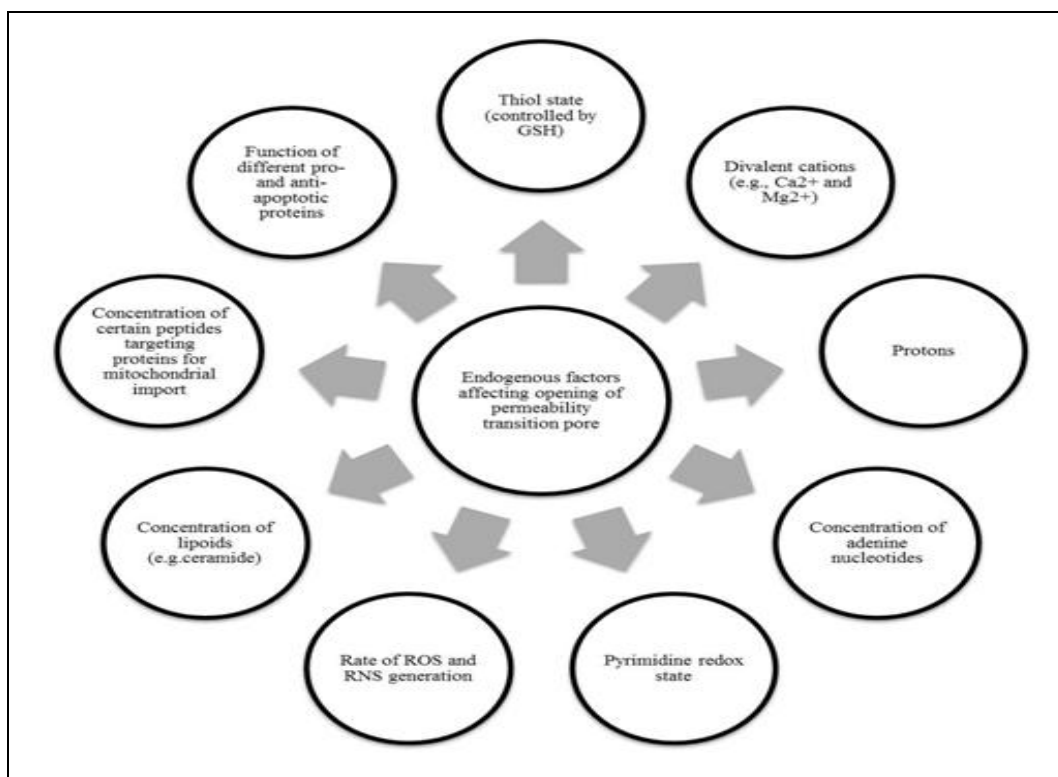 Thiol state
(controlled by
GSH)
Divalent cations
(e.g., Ca2+ and
Mg2+)
Protons
Concentration of
adenine
nucleotides
Pyrimidine redox
state
Rate of ROS and
RNS generation
Concentration of
lipoids
(e.g.ceramide)
Concentration of
certain peptides
targeting
proteins for
mitochondrial
import
Function of
different pro-
and anti-
apoptotic
proteins
Endogenous factors
affecting opening of
permeability
transition pore